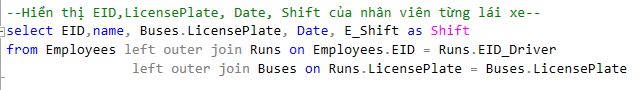 --Hiển thị EID,LicensePlate, Date, Shift của nhân viên từng lái xe--
select EID,name, Buses.LicensePlate, Date, E_Shift as Shift
from Employees left outer join Runs on Employees.EID = Runs.EID_Driver
left outer join Buses on Runs.LicensePlate = Buses.LicensePlate